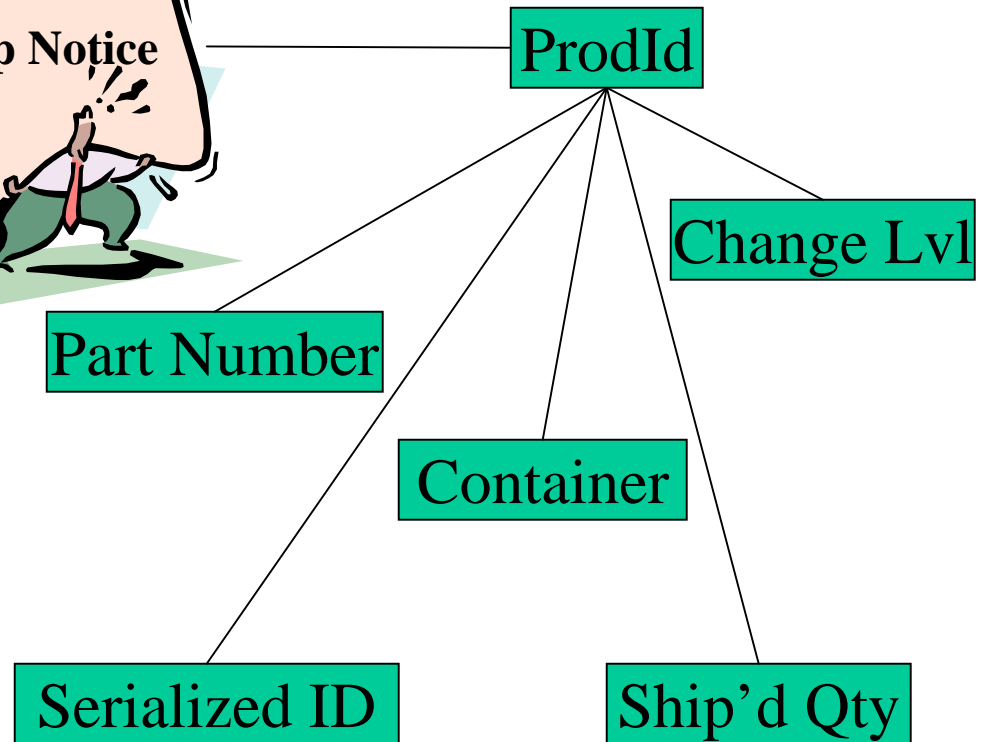 p Notice
ProdId
Change Lvl
Part Number
Container
Serialized ID
Ship’d Qty